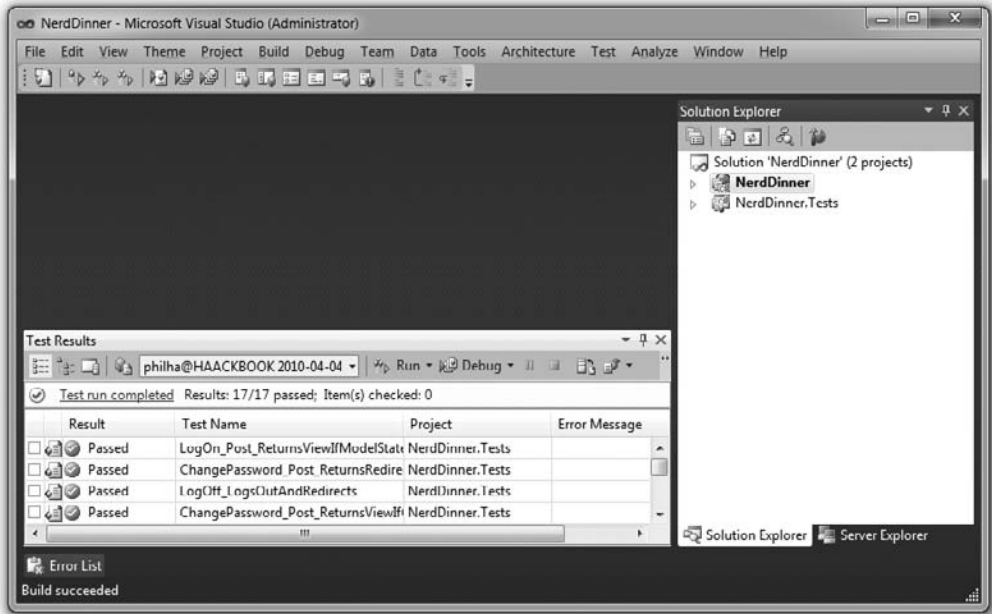 NerdDinner - Microsoft Visual Studio (Administrator)
File Edit View Theme Project Build Debug Team Data Tools Architecture Test Analyze Window Help
Solution Explorer
Solution 'NerdDinner' (2 projects)
NerdDinner
NerdDinner.Tests
Test Results
philha@HAACKBOOK 2010-04-04 Run Debug
Test run completed Results: 17/17 passed; Item(s) checked: 0
Result Test Name Project Error Message
Passed LogOn_Post_ReturnsViewIfModelState NerdDinner.Tests
Passed ChangePassword_Post_ReturnsRedire NerdDinner.Tests
Passed LogOff_LogsOutAndRedirects NerdDinner.Tests
Passed ChangePassword_Post_ReturnsViewIf NerdDinner.Tests
Solution Explorer Server Explorer
Error List
Build succeeded